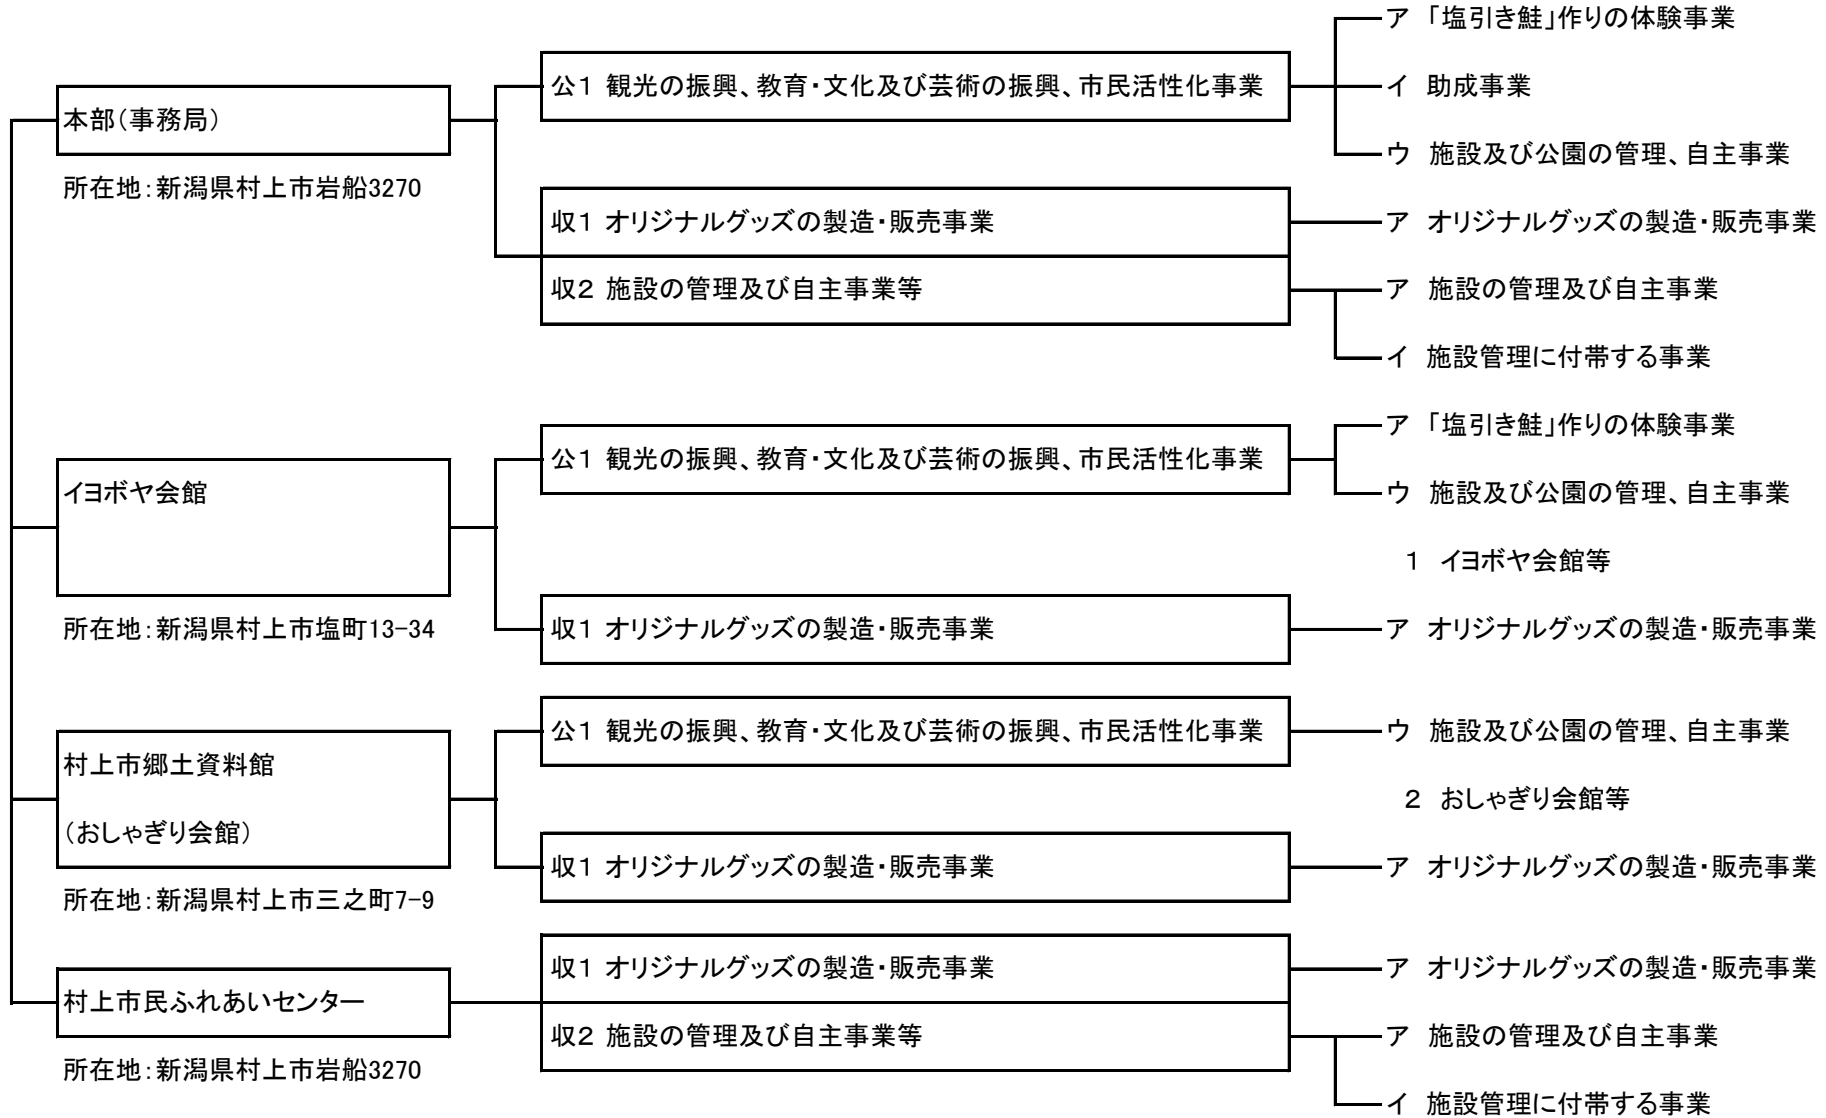 ア 「塩引き鮭」作りの体験事業
公1 観光の振興、教育・文化及び芸術の振興、市民活性化事業
イ 助成事業
本部（事務局）
ウ 施設及び公園の管理、自主事業
所在地：新潟県村上市岩船3270
収1 オリジナルグッズの製造・販売事業
ア オリジナルグッズの製造・販売事業
収2 施設の管理及び自主事業等
ア 施設の管理及び自主事業
イ 施設管理に付帯する事業
ア 「塩引き鮭」作りの体験事業
公1 観光の振興、教育・文化及び芸術の振興、市民活性化事業
イヨボヤ会館
ウ 施設及び公園の管理、自主事業
1 イヨボヤ会館等
所在地：新潟県村上市塩町13-34
収1 オリジナルグッズの製造・販売事業
ア オリジナルグッズの製造・販売事業
公1 観光の振興、教育・文化及び芸術の振興、市民活性化事業
ウ 施設及び公園の管理、自主事業
村上市郷土資料館
（おしゃぎり会館）
2 おしゃぎり会館等
収1 オリジナルグッズの製造・販売事業
ア オリジナルグッズの製造・販売事業
所在地：新潟県村上市三之町7-9
収1 オリジナルグッズの製造・販売事業
ア オリジナルグッズの製造・販売事業
村上市民ふれあいセンター
収2 施設の管理及び自主事業等
ア 施設の管理及び自主事業
所在地：新潟県村上市岩船3270
イ 施設管理に付帯する事業